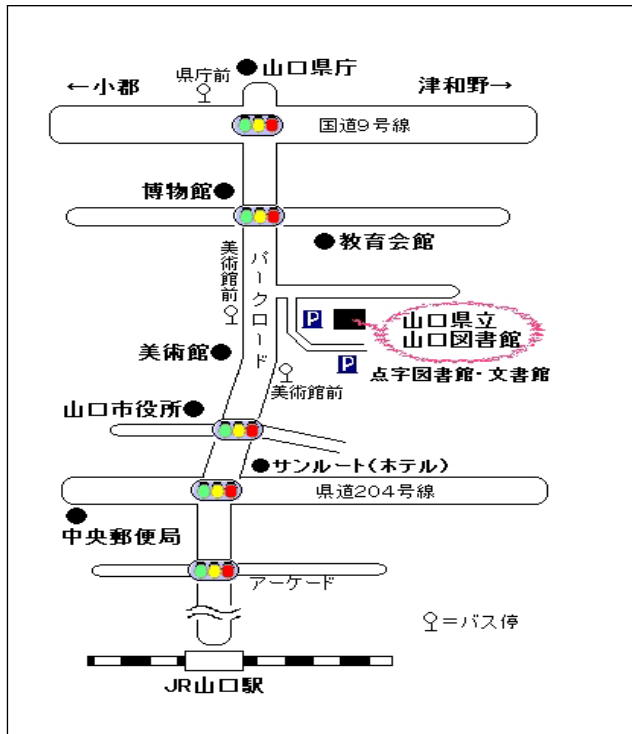 山口県庁
県庁前
←小郡
津和野→
国道9号線
博物館
教育会館
美術館前
パークロード
P
山口県立
山口図書館
美術館
P
点字図書館・文書館
美術館前
山口市役所
サンルート(ホテル)
県道204号線
中央郵便局
アーケード
=バス停
JR山口駅